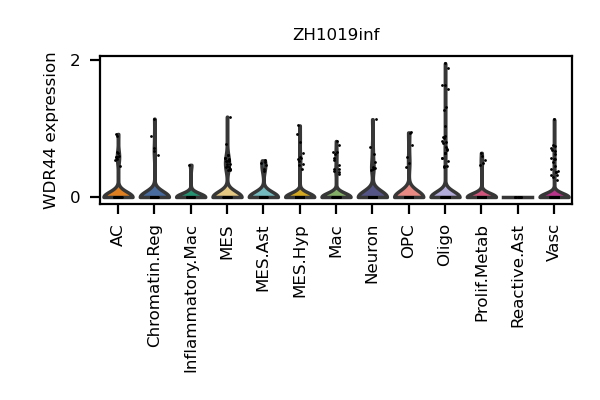 ZH1019inf
WDR44 expression
2
0
AC
Chromatin.Reg
Inflammatory.Mac
MES
MES.Ast
MES.Hyp
Mac
Neuron
OPC
Oligo
Prolif.Metab
Reactive.Ast
Vasc